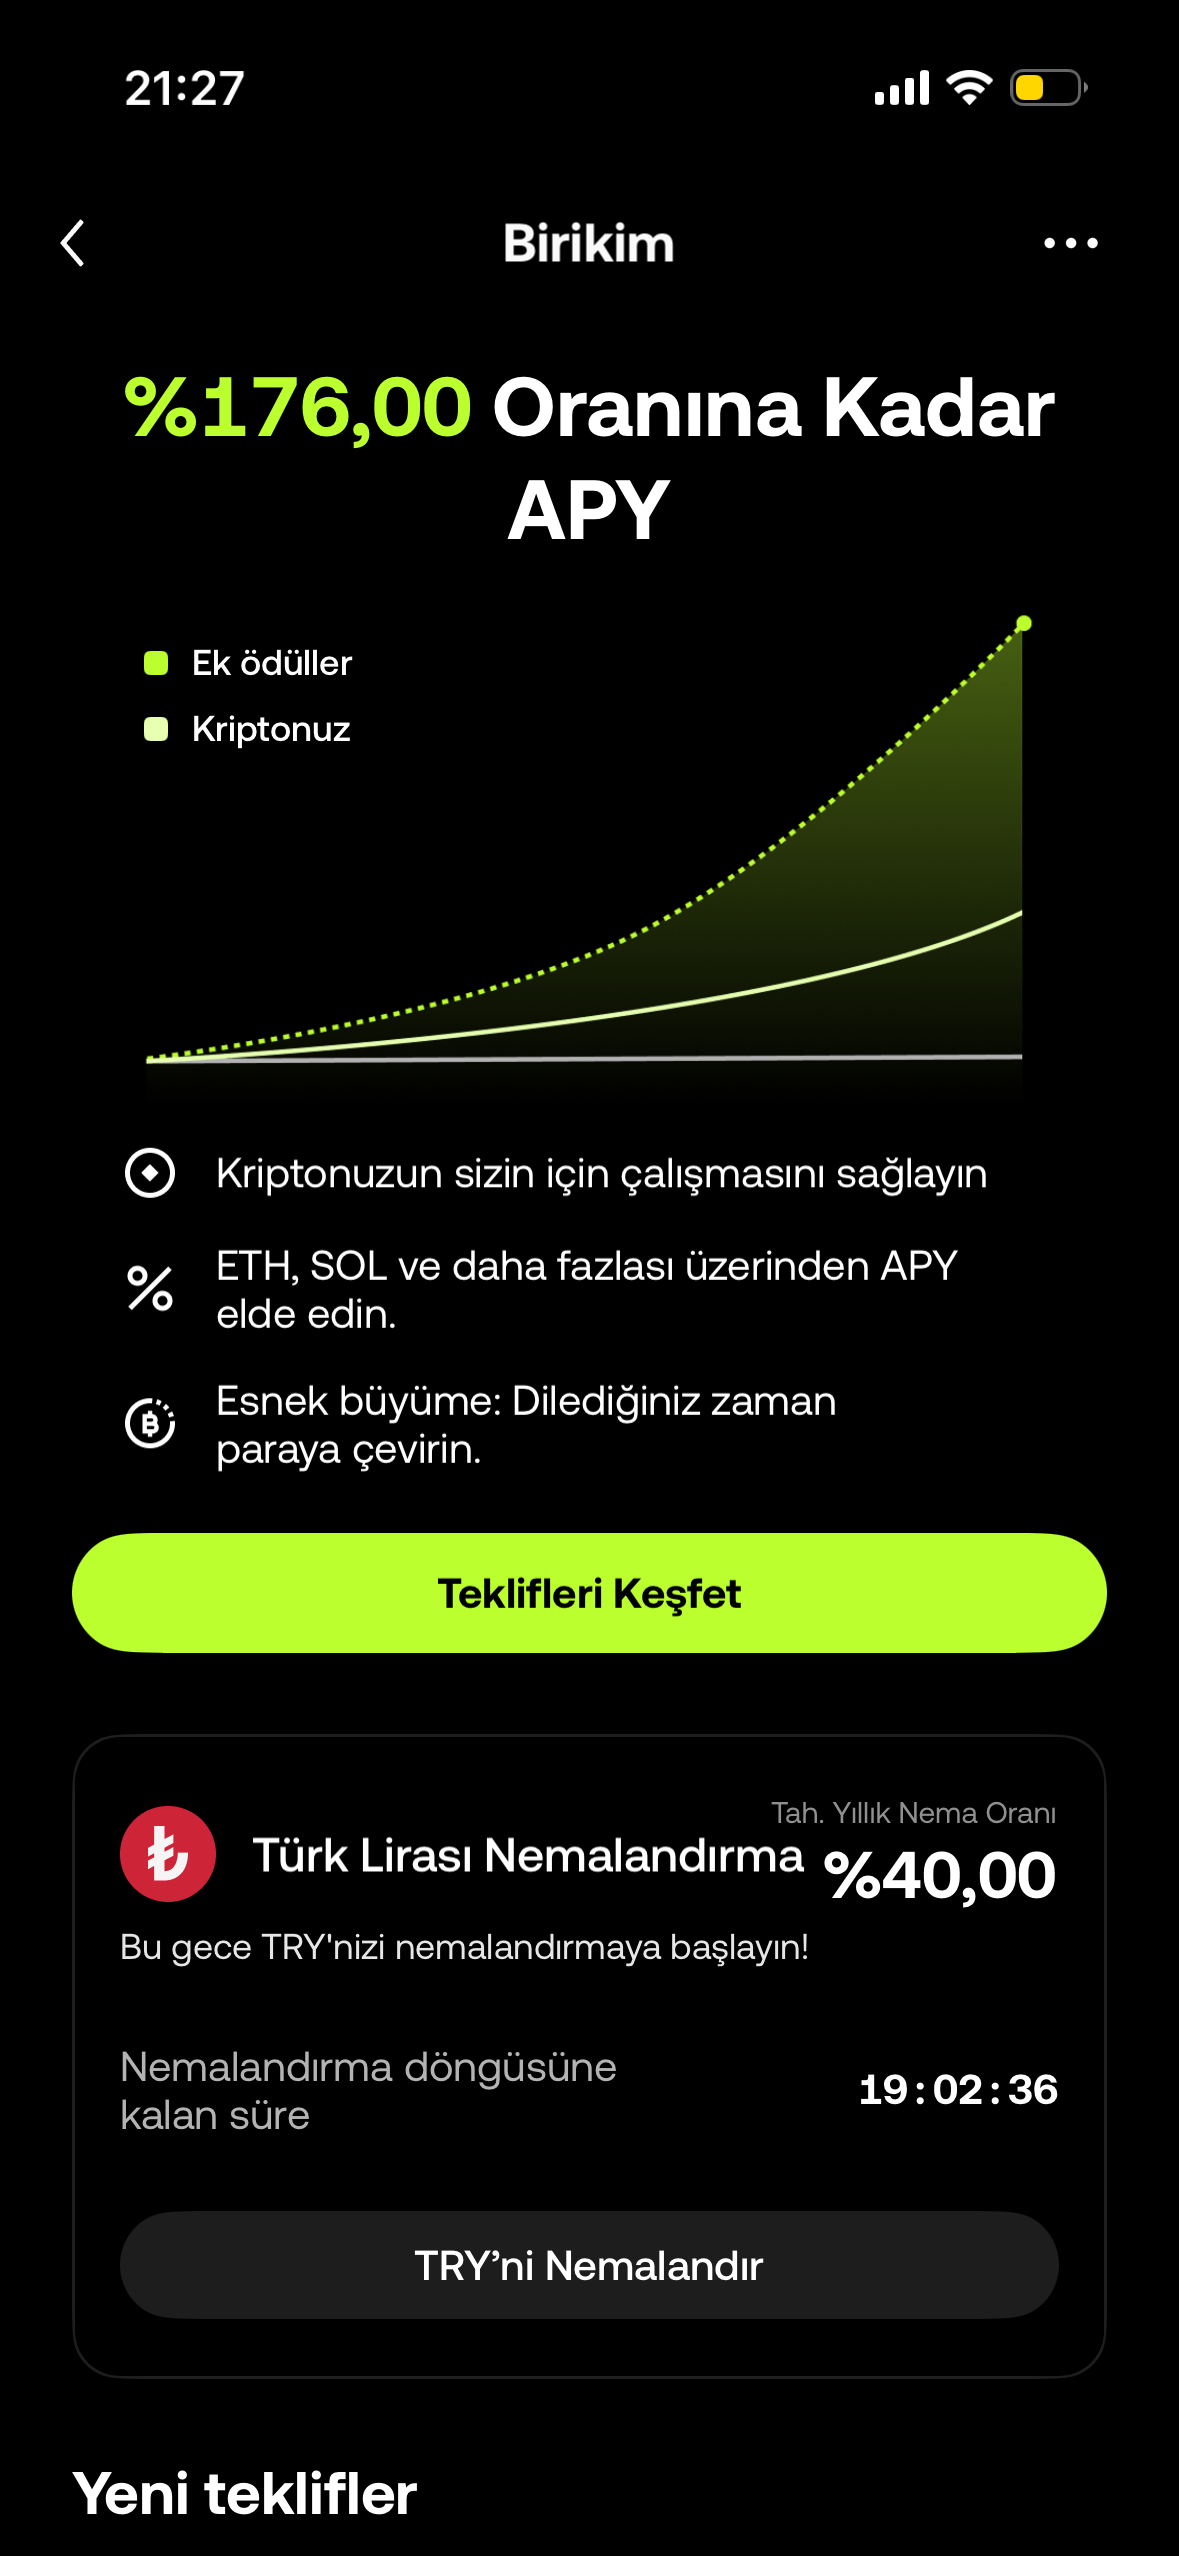 21:27
Birikim
%176,00 Oranına Kadar
APY
Ek ödüller
Kriptonuz
Kriptonuzun sizin için çalışmasını sağlayın
ETH, SOL ve daha fazlası üzerinden APY
elde edin.
Esnek büyüme: Dilediğiniz zaman
paraya çevirin.
Teklifleri Keşfet
Tah. Yıllık Nema Oranı
Türk Lirası Nemalandırma %40,00
Bu gece TRY'nizi nemalandırmaya başlayın!
Nemalandırma döngüsüne
kalan süre
19:02:36
TRY’ni Nemalandır
Yeni teklifler